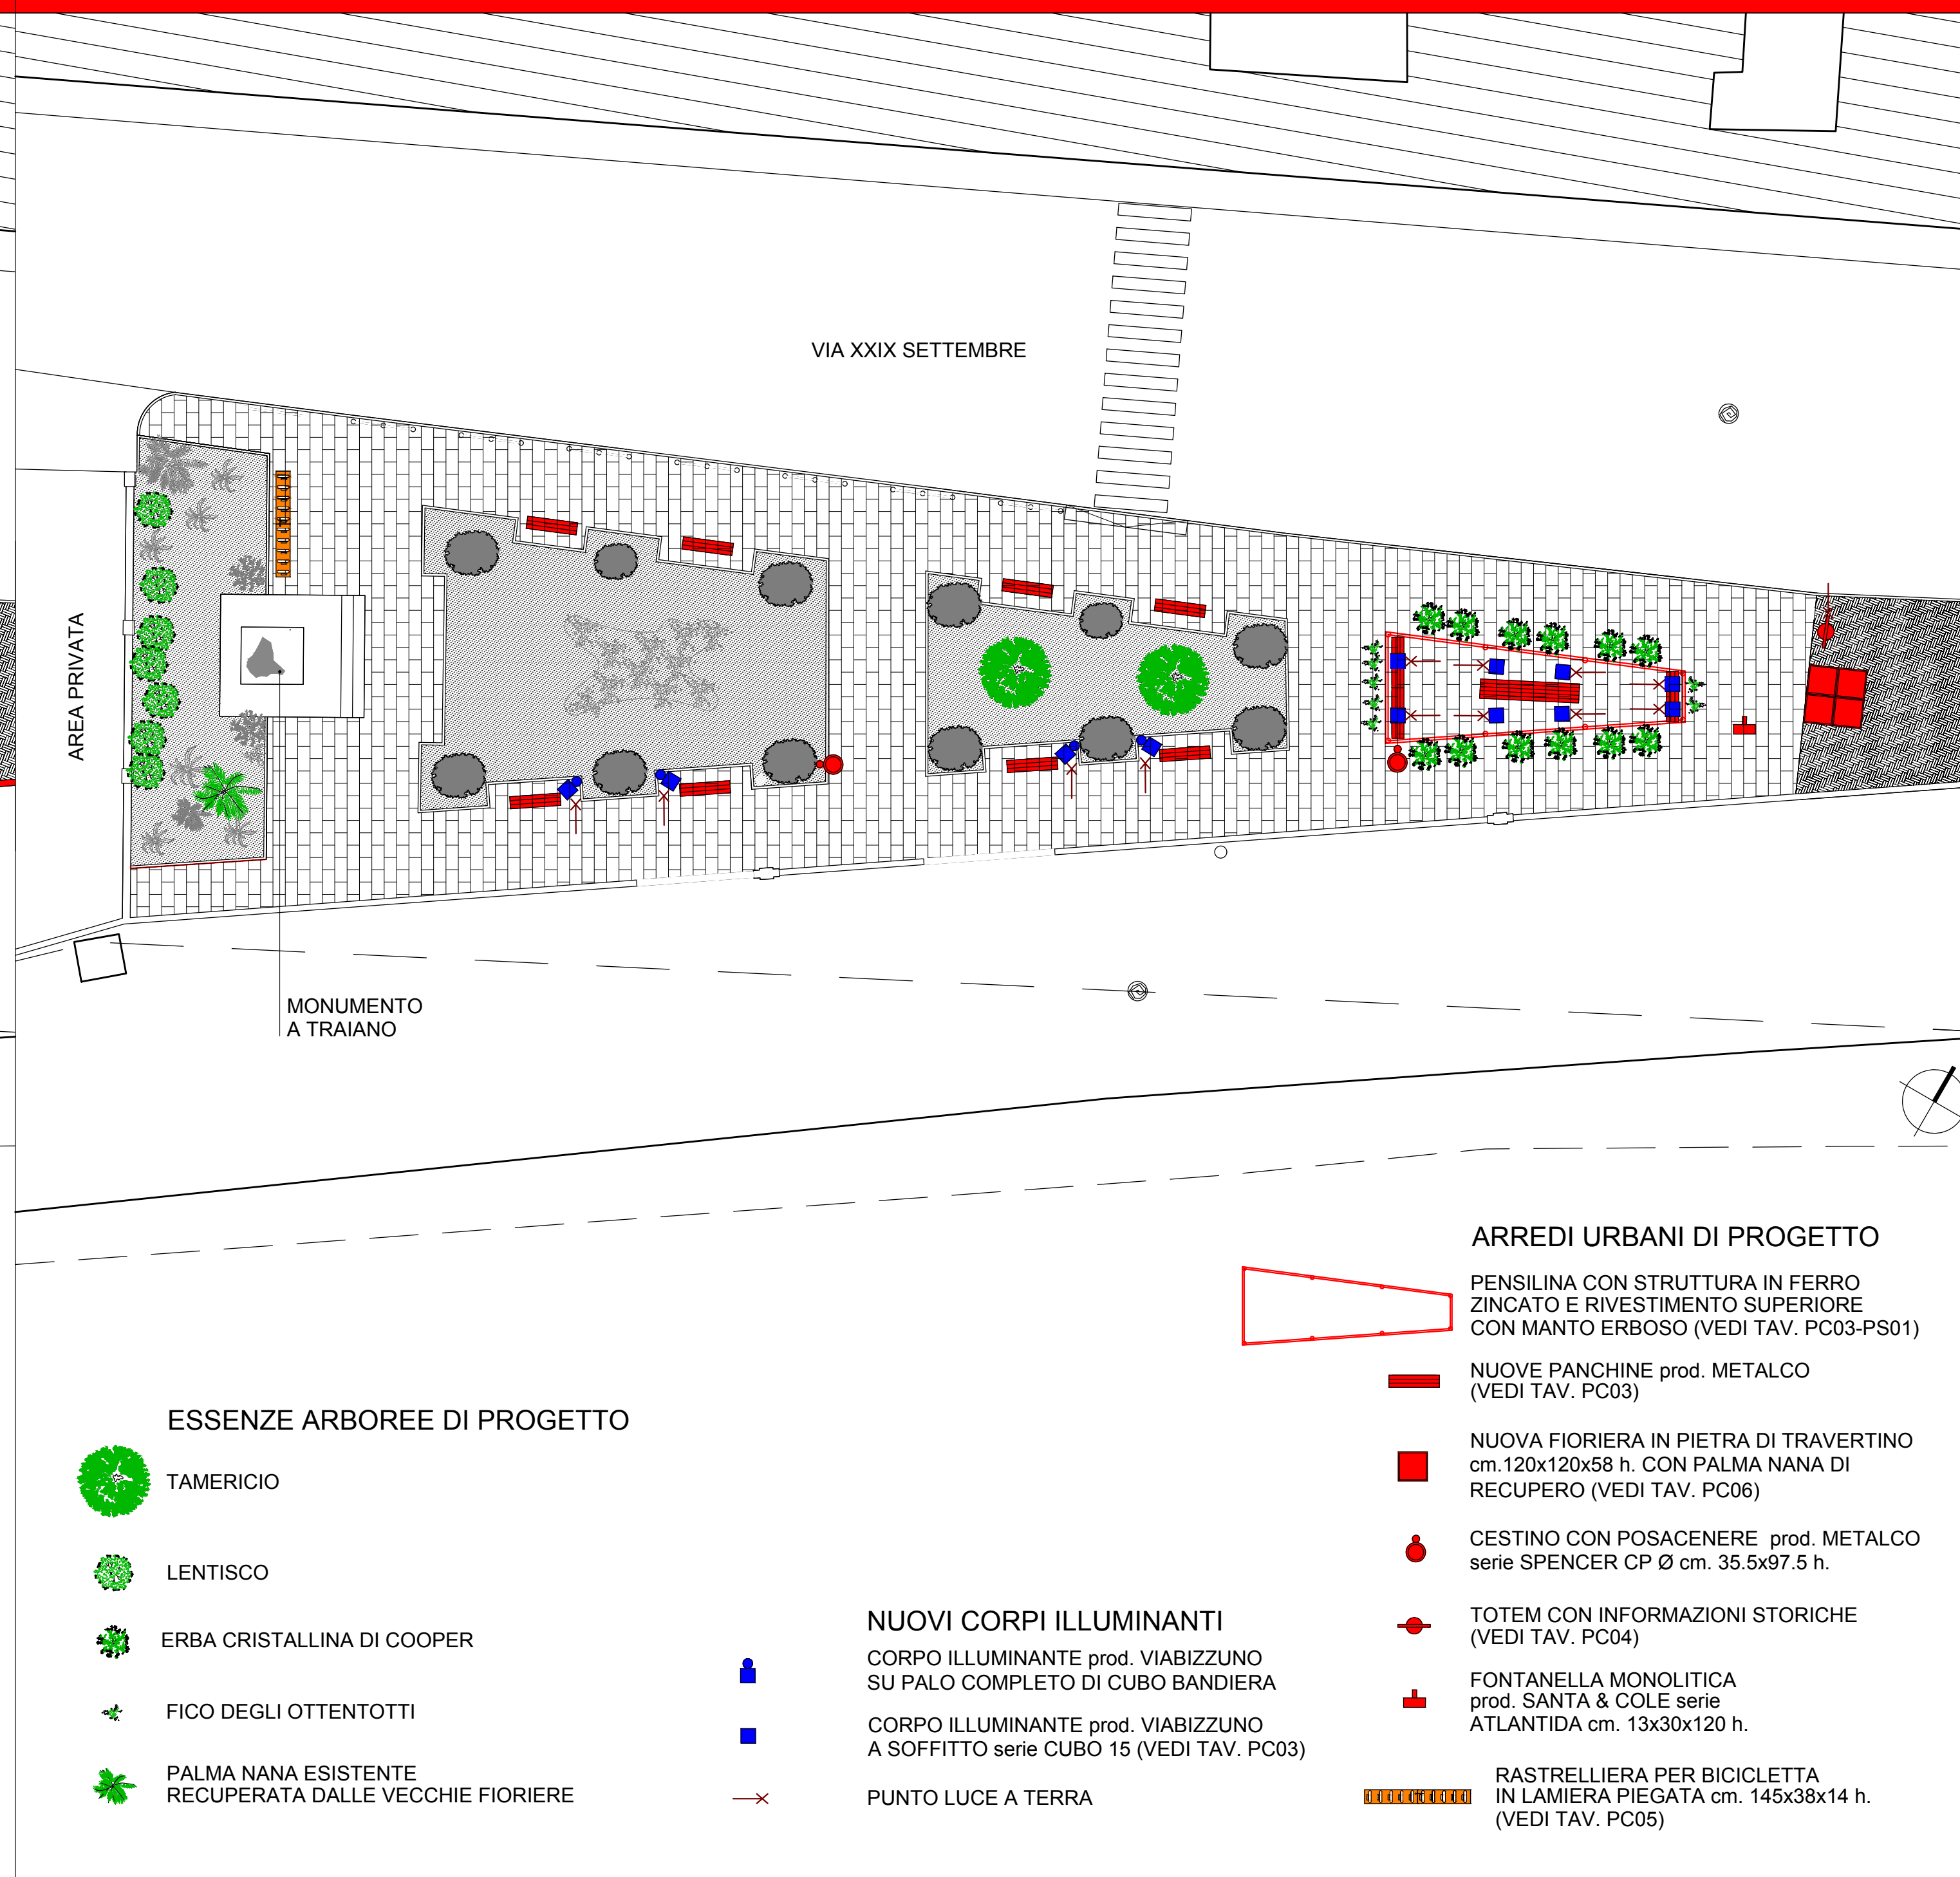 VIA XXIX SETTEMBRE
AREA PRIVATA
MONUMENTO
A TRAIANO
ARREDI URBANI DI PROGETTO
PENSILINA CON STRUTTURA IN FERRO
ZINCATO E RIVESTIMENTO SUPERIORE
CON MANTO ERBOSO (VEDI TAV. PC03-PS01)
NUOVE PANCHINE prod. METALCO
(VEDI TAV. PC03)
NUOVA FIORIERA IN PIETRA DI TRAVERTINO
cm.120x120x58 h. CON PALMA NANA DI
RECUPERO (VEDI TAV. PC06)
CESTINO CON POSACENERE  prod. METALCO
serie SPENCER CP Ø cm. 35.5x97.5 h.
TOTEM CON INFORMAZIONI STORICHE
(VEDI TAV. PC04)
FONTANELLA MONOLITICA
prod. SANTA & COLE serie
ATLANTIDA cm. 13x30x120 h.
RASTRELLIERA PER BICICLETTA
IN LAMIERA PIEGATA cm. 145x38x14 h.
(VEDI TAV. PC05)
ESSENZE ARBOREE DI PROGETTO
TAMERICIO
LENTISCO
ERBA CRISTALLINA DI COOPER
FICO DEGLI OTTENTOTTI
PALMA NANA ESISTENTE
RECUPERATA DALLE VECCHIE FIORIERE
NUOVI CORPI ILLUMINANTI
CORPO ILLUMINANTE prod. VIABIZZUNO
SU PALO COMPLETO DI CUBO BANDIERA
CORPO ILLUMINANTE prod. VIABIZZUNO
A SOFFITTO serie CUBO 15 (VEDI TAV. PC03)
PUNTO LUCE A TERRA